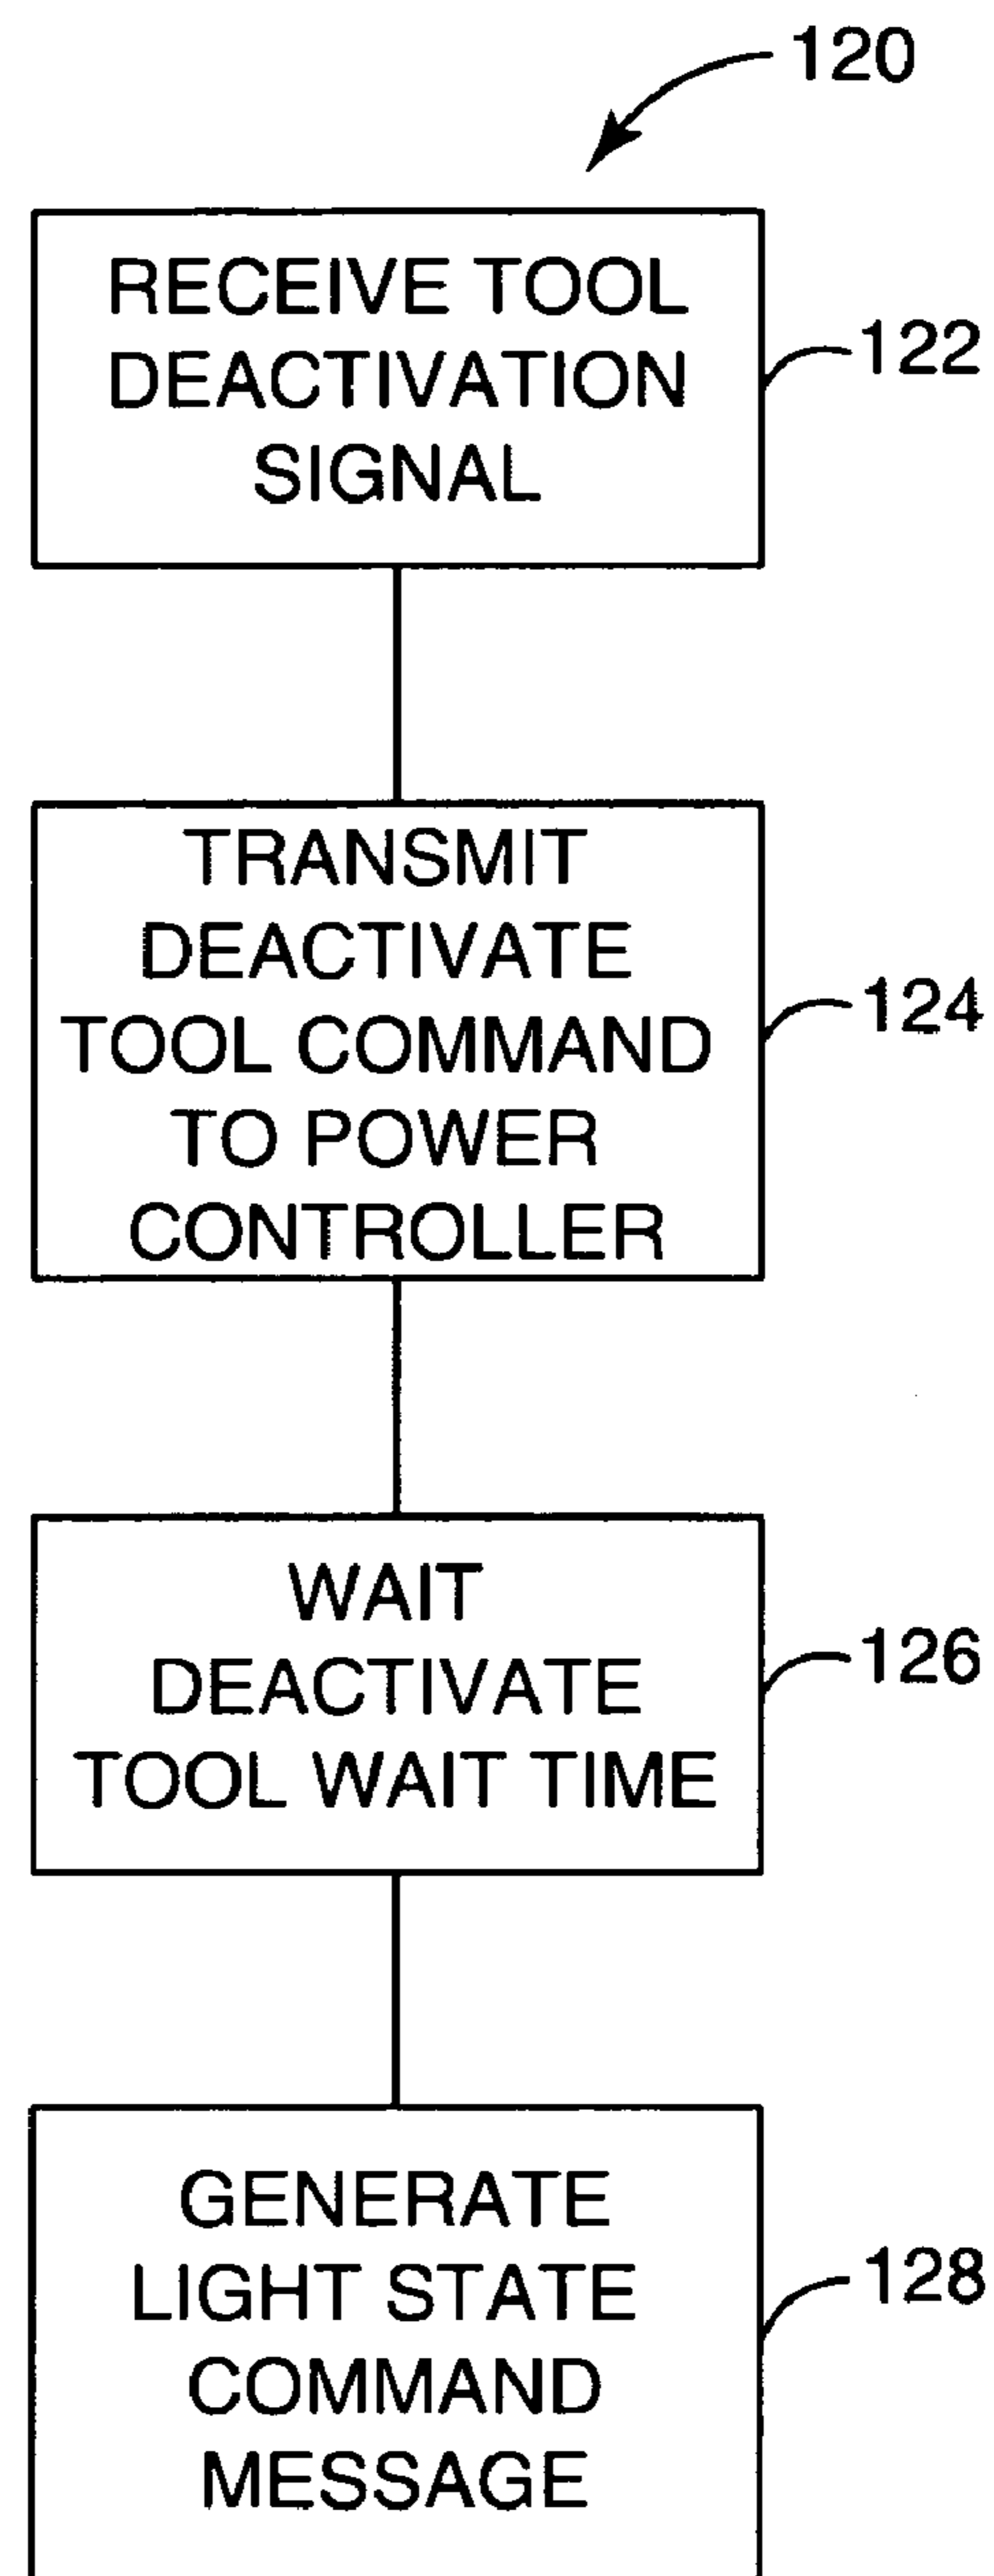 120
RECEIVE TOOL
DEACTIVATION
SIGNAL
122
TRANSMIT
DEACTIVATE
TOOL COMMAND
TO POWER
CONTROLLER
124
WAIT
DEACTIVATE
TOOL WAIT TIME
126
GENERATE
LIGHT STATE
COMMAND
MESSAGE
128